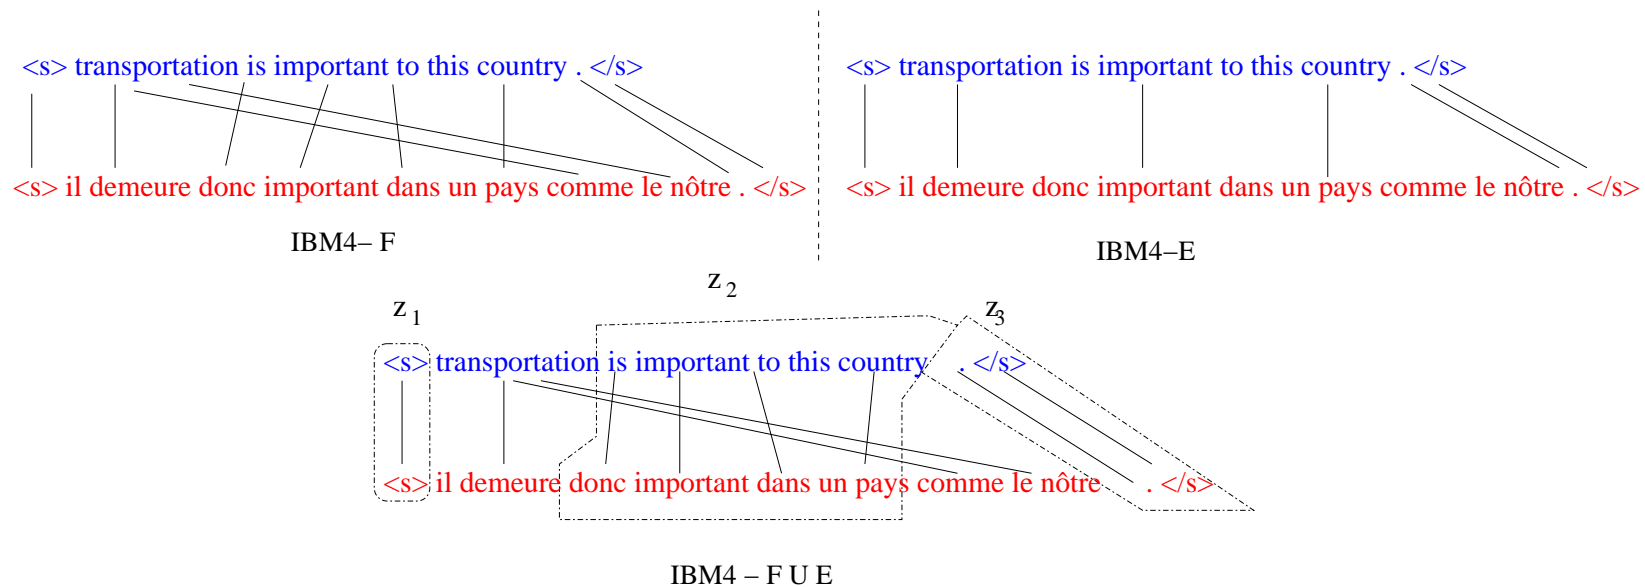 <s> transportation is important to this country . </s>
<s> il demeure donc important dans un pays comme le nôtre . </s>
IBM4– F
<s> transportation is important to this country . </s>
<s> il demeure donc important dans un pays comme le nôtre . </s>
IBM4–E
z 1
z 2
z 3
<s> transportation is important to this country . </s>
<s> il demeure donc important dans un pays comme le nôtre . </s>
IBM4 – F U E